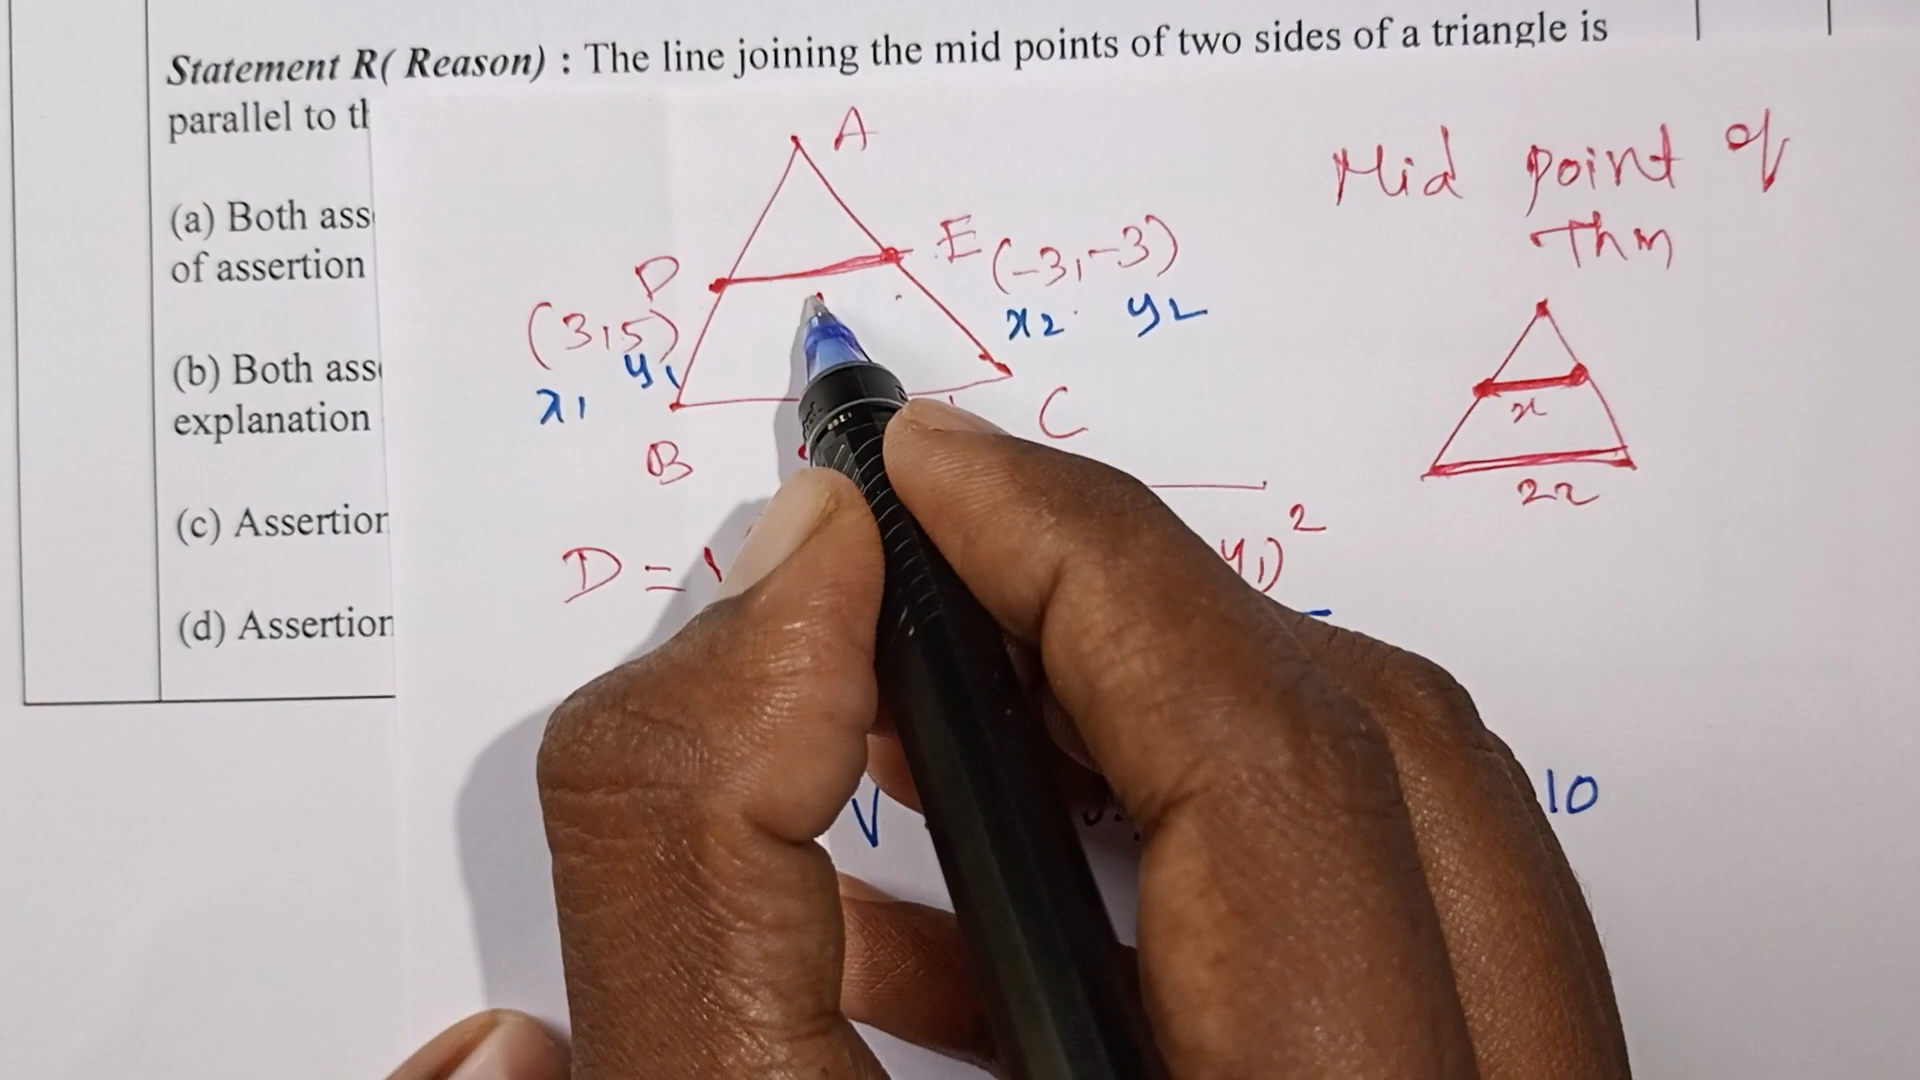 Statement R( Reason) : The line joining the mid points of two sides of a triangle is
parallel to th
(a) Both ass
of assertion
(b) Both ass
explanation
(c) Assertion
(d) Assertion
A
D
E (-3,-3)
x2 y2
(3,5)
x1 y1
B
C
D =
y1)²
10
Mid point of
Thm
x
2x